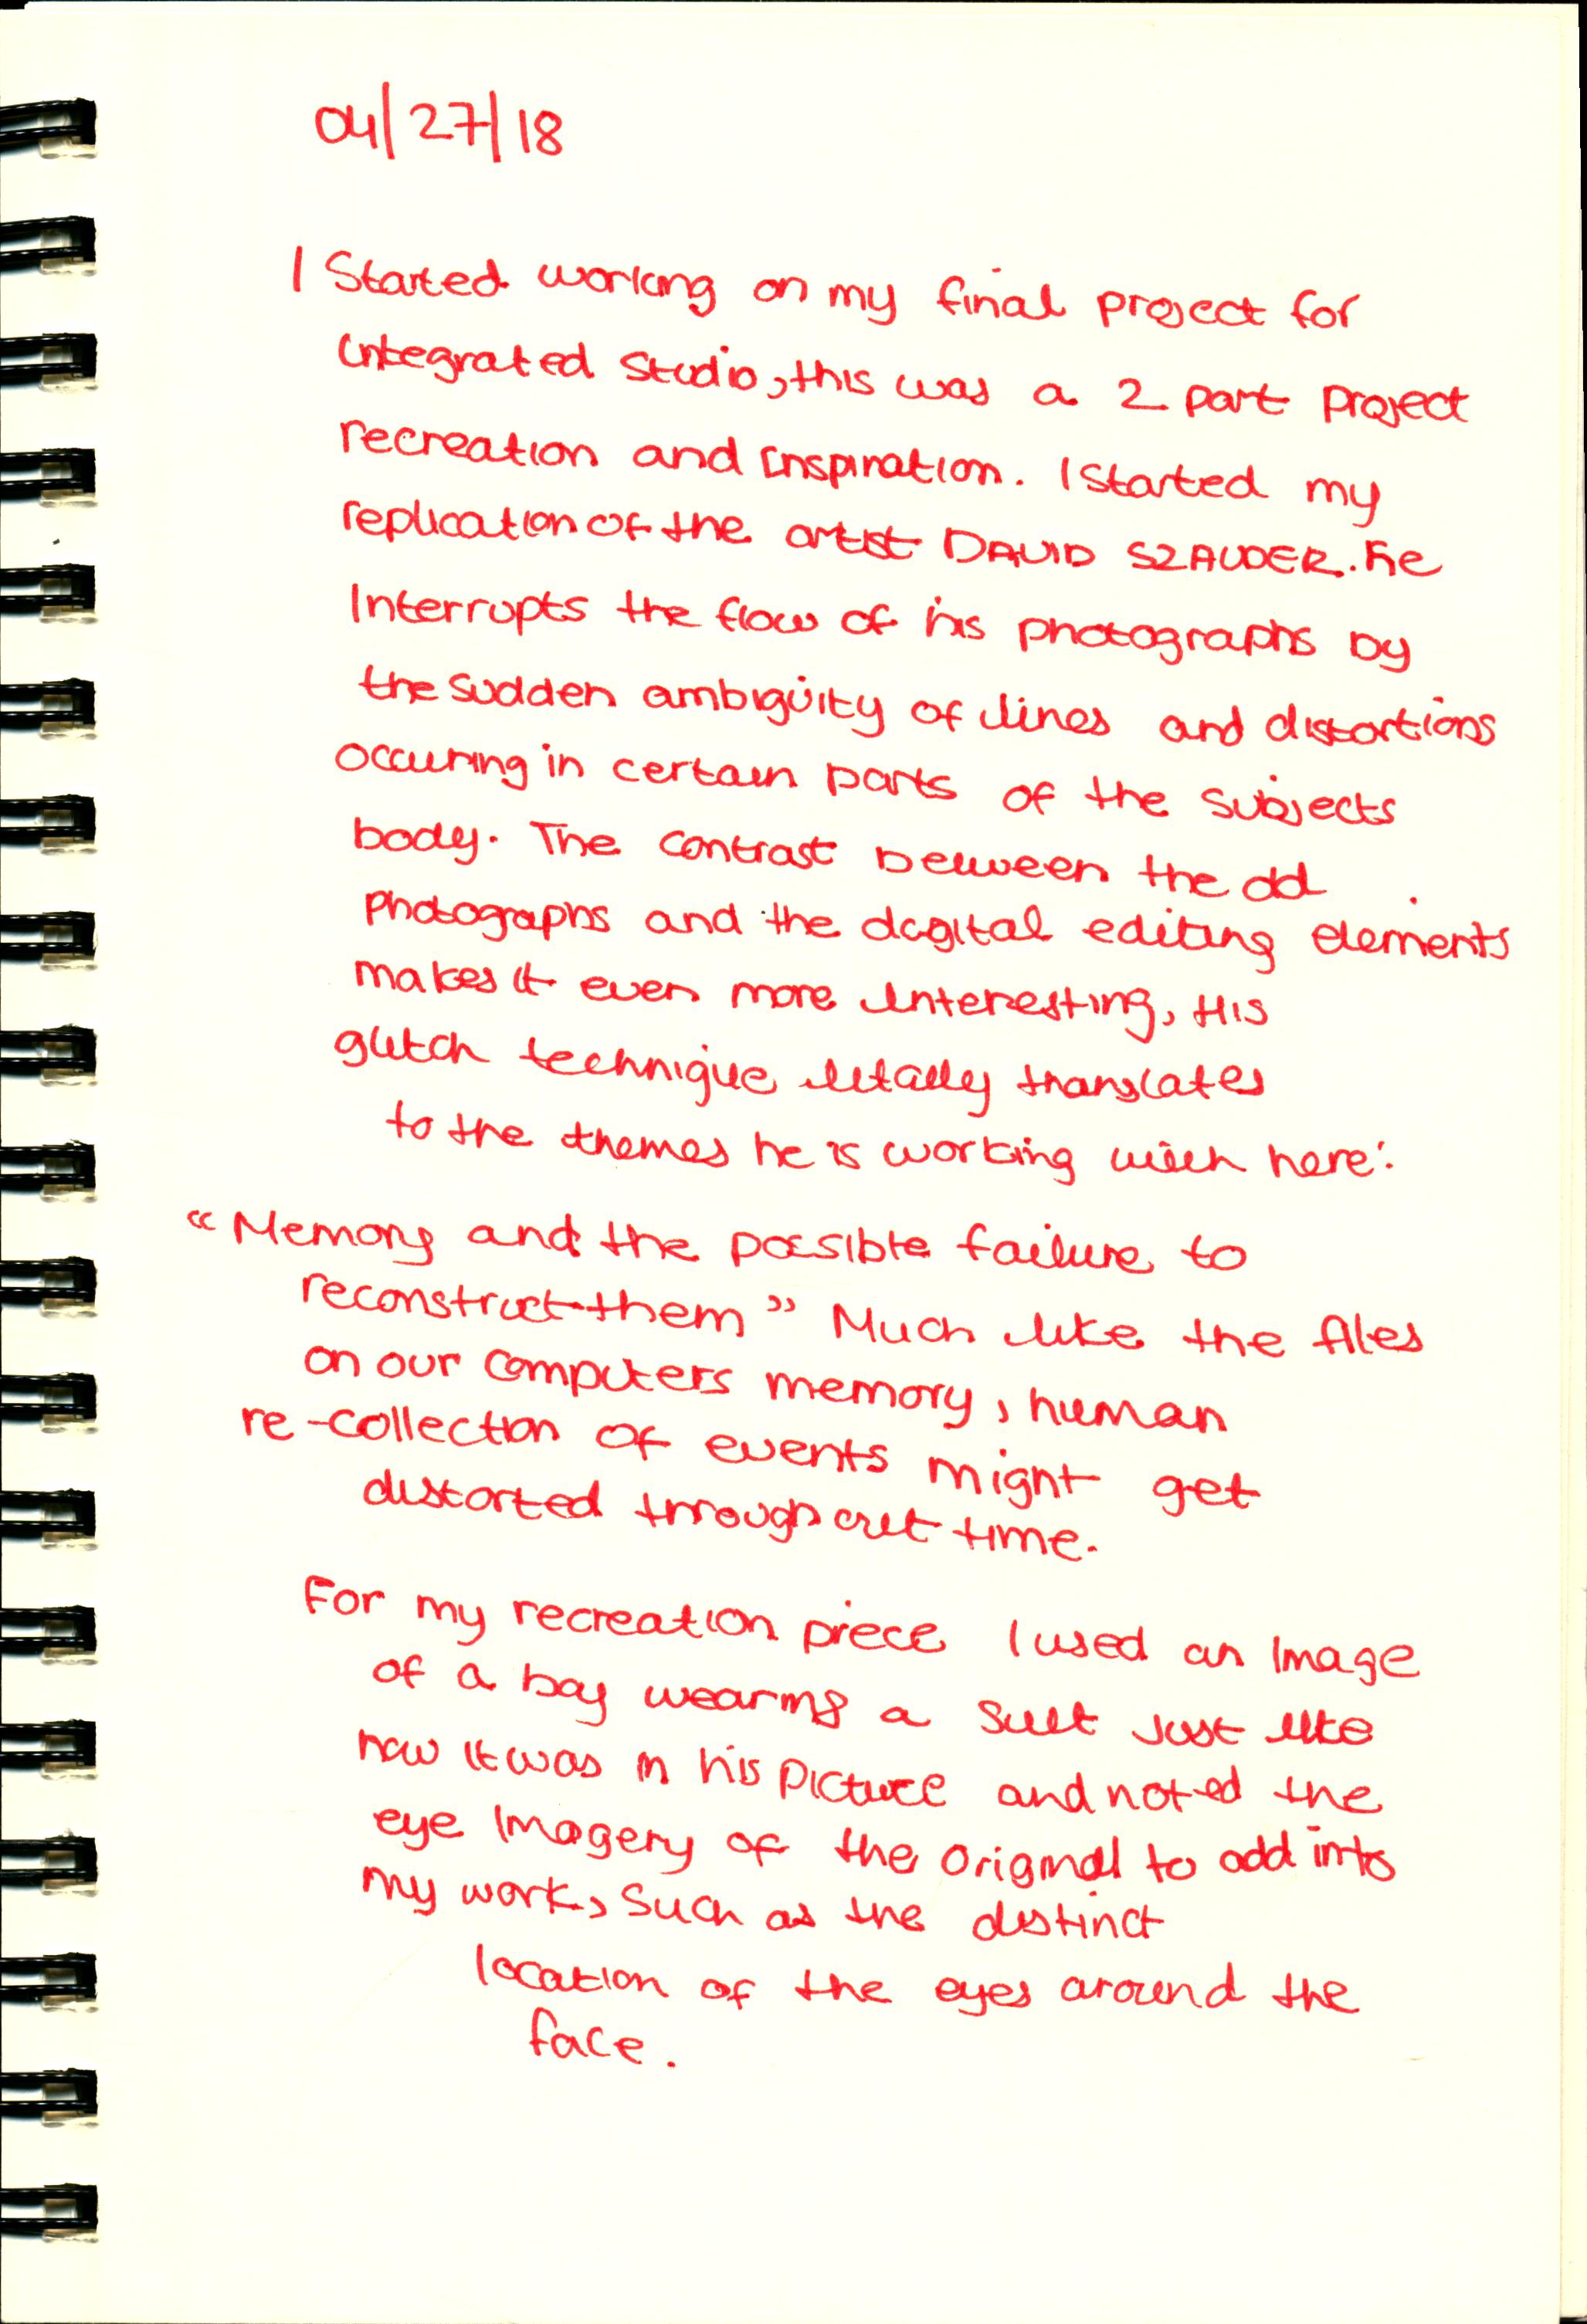 04/27/18
I Started working on my final project for
integrated studio, this was a 2 part project
recreation and inspiration. I started my
replication of the artist DAVID SZAUDER. he
Interrupts the flow of his photographs by
the sudden ambiguity of lines and distortions
occuring in certain parts of the subjects
body. The contrast between the old
photographs and the digital editing elements
makes it even more interesting, His
glitch technique litally translates
to the themes he is working with here:
"Memory and the possible failure to
reconstruct them" Much like the files
on our computers memory, human
re-collection of events might get
distorted through out time.
For my recreation piece I used an Image
of a boy wearing a suit just like
how it was in his picture and noted the
eye Imagery of the original to add into
my work, such as the distinct
location of the eyes around the
face.